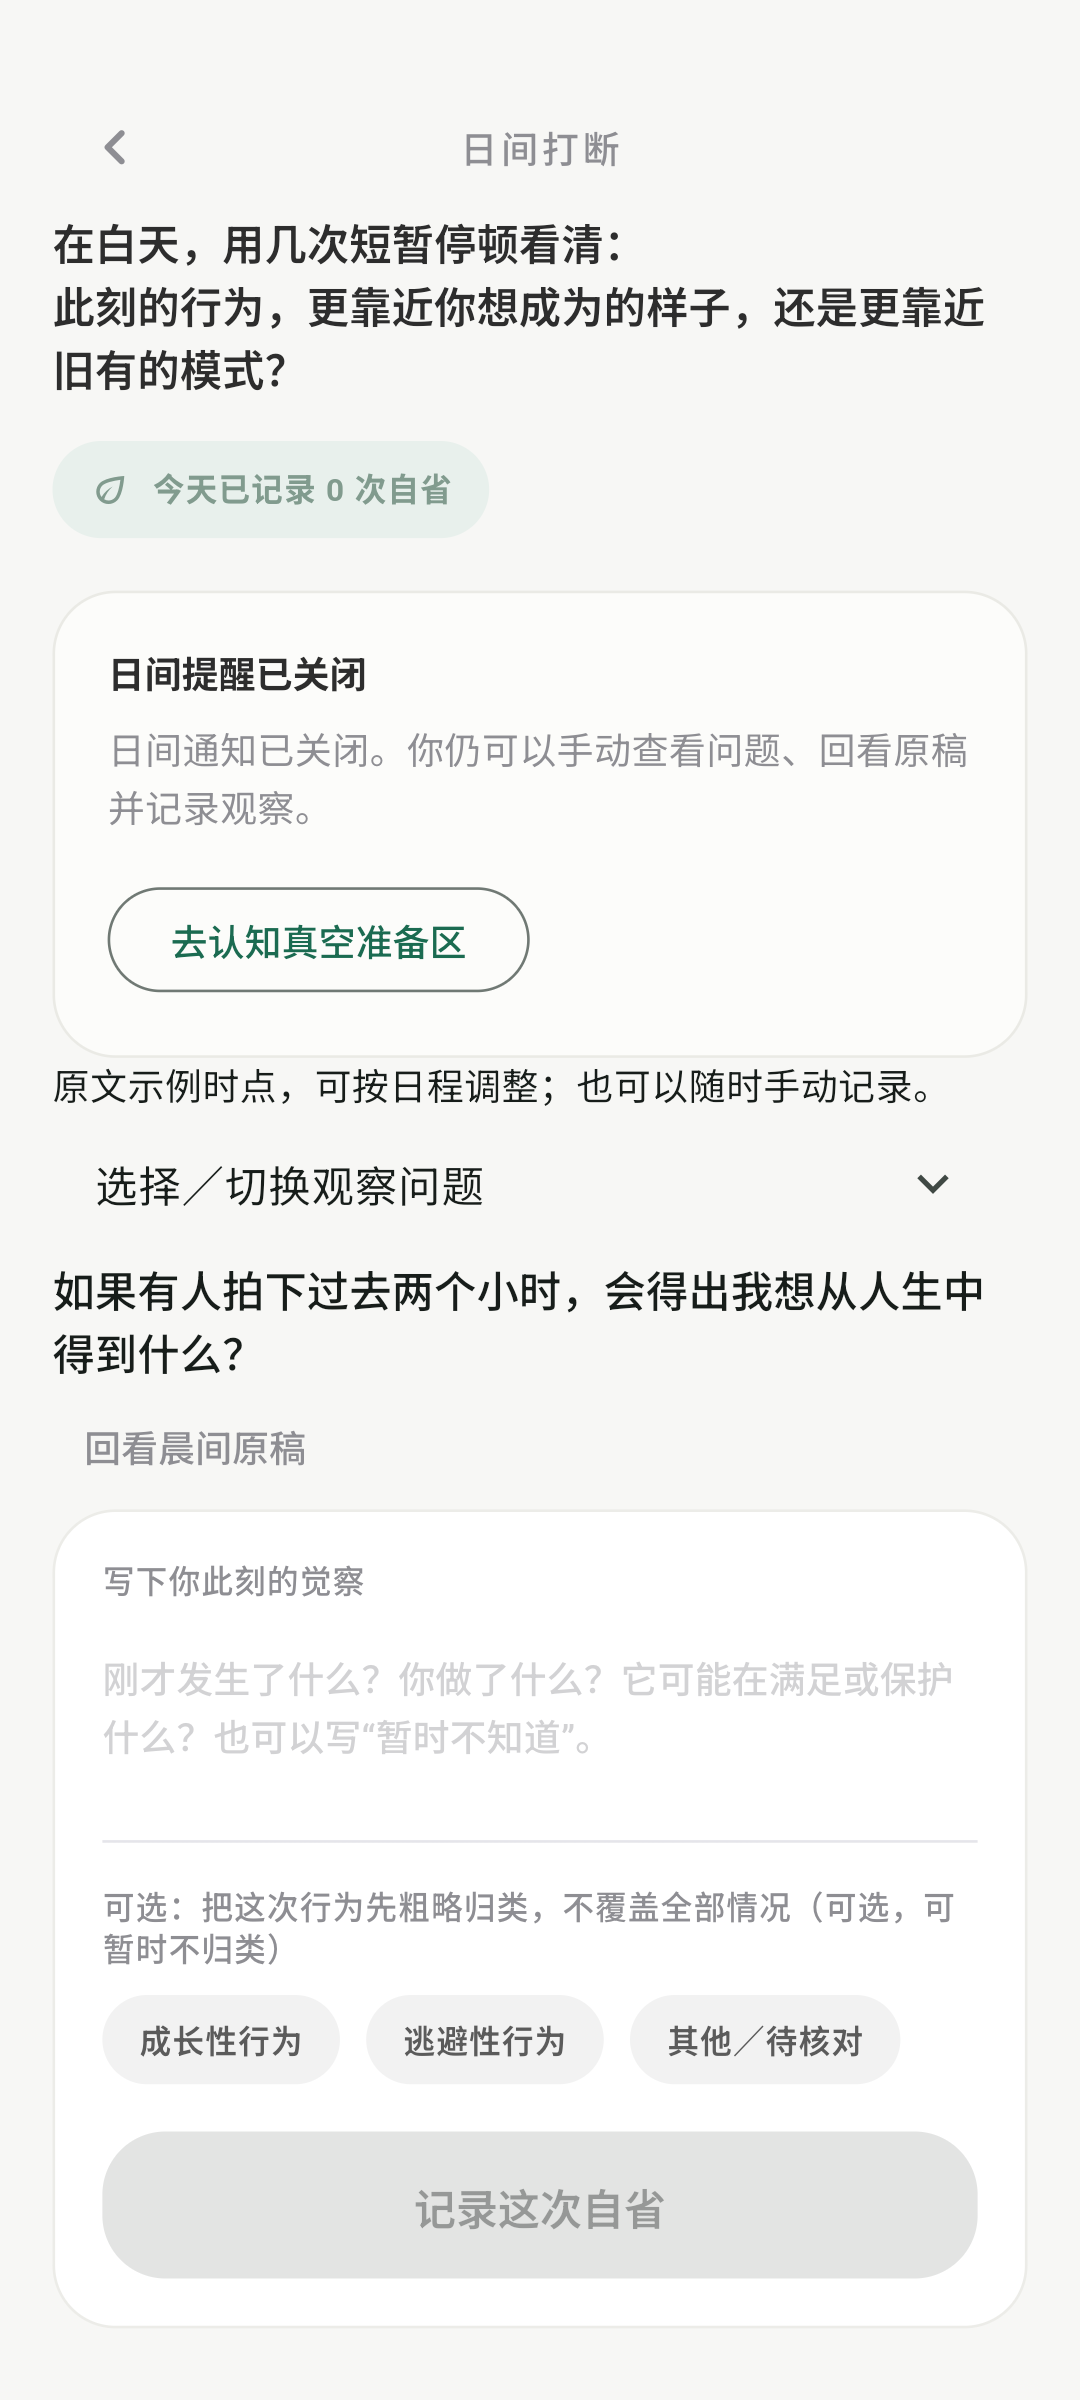 日间打断
在白天，用几次短暂停顿看清：
此刻的行为，更靠近你想成为的样子，还是更靠近
旧有的模式？
今天已记录 0 次自省
日间提醒已关闭
日间通知已关闭。你仍可以手动查看问题、回看原稿
并记录观察。
去认知真空准备区
原文示例时点，可按日程调整；也可以随时手动记录。
选择／切换观察问题
如果有人拍下过去两个小时，会得出我想从人生中
得到什么？
回看晨间原稿
写下你此刻的觉察
刚才发生了什么？你做了什么？它可能在满足或保护
什么？也可以写“暂时不知道”。
可选：把这次行为先粗略归类，不覆盖全部情况（可选，可
暂时不归类）
成长性行为 逃避性行为 其他／待核对
记录这次自省